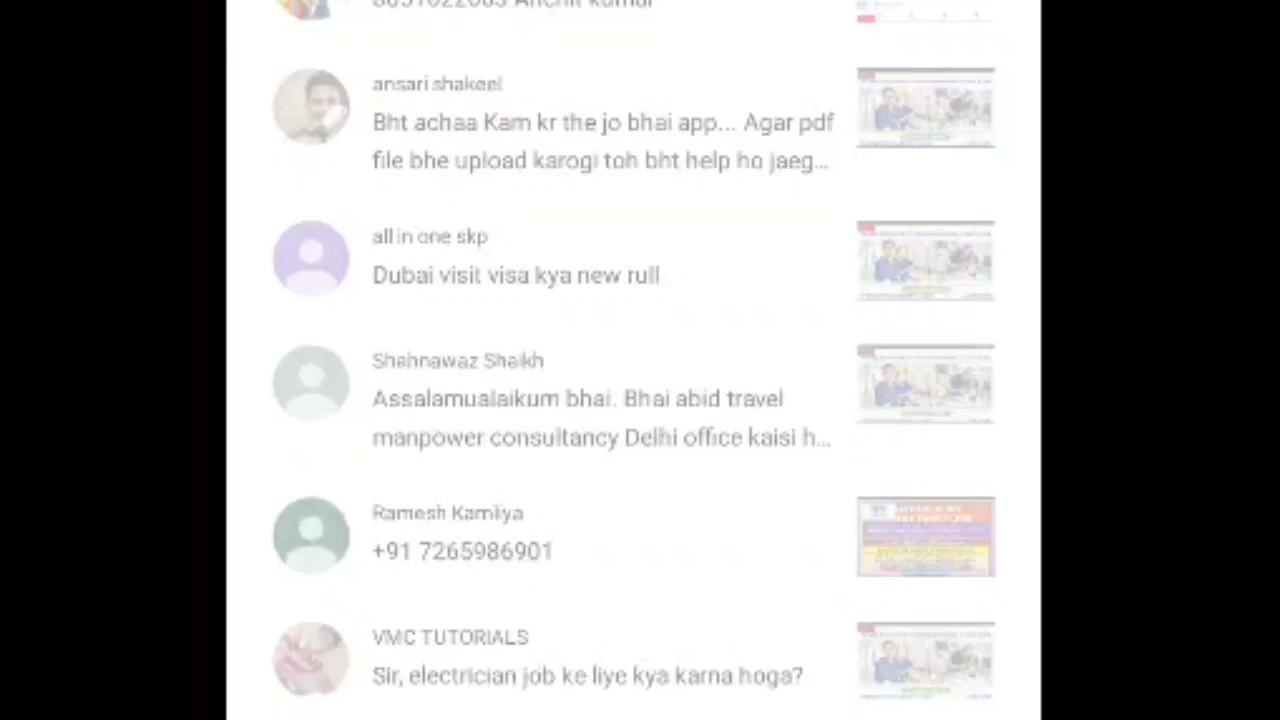 ansari shakeel
Bht achaa Kam kr the jo bhai app... Agar pdf
file bhe upload karogi toh bht help ho jaeg...
all in one skp
Dubai visit visa kya new rull
Shahnawaz Shaikh
Assalamualaikum bhai. Bhai abid travel
manpower consultancy Delhi office kaisi h...
Ramesh Kamliya
+91 7265986901
VMC TUTORIALS
Sir, electrician job ke liye kya karna hoga?